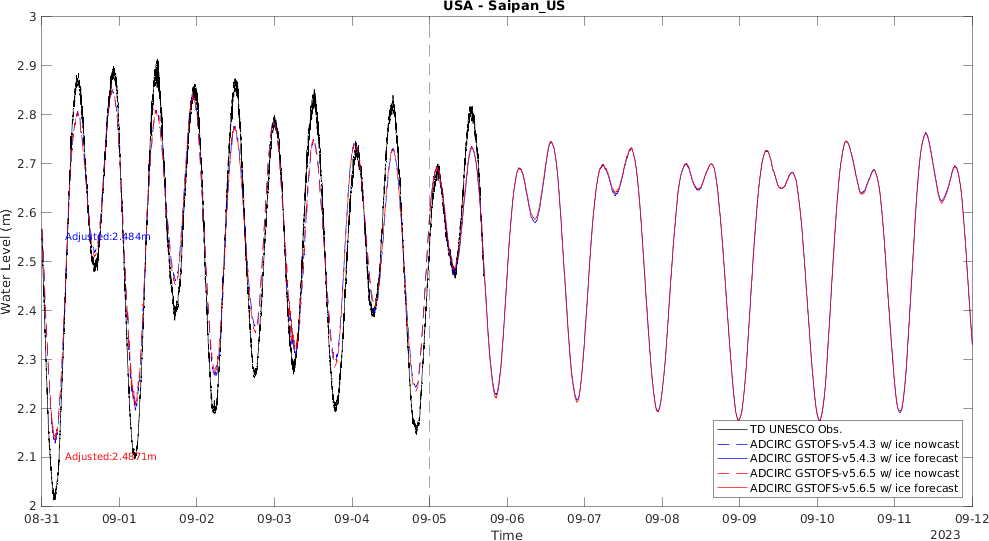 USA - Saipan_US
Water Level (m)
3
2.9
2.8
2.7
2.6
2.5
2.4
2.3
2.2
2.1
2
Adjusted:2.484m
Adjusted:2.4871m
TD UNESCO Obs.
ADCIRC GSTOFS-v5.4.3 w/ ice nowcast
ADCIRC GSTOFS-v5.4.3 w/ ice forecast
ADCIRC GSTOFS-v5.6.5 w/ ice nowcast
ADCIRC GSTOFS-v5.6.5 w/ ice forecast
08-31 09-01 09-02 09-03 09-04 09-05 09-06 09-07 09-08 09-09 09-10 09-11 09-12
Time
2023